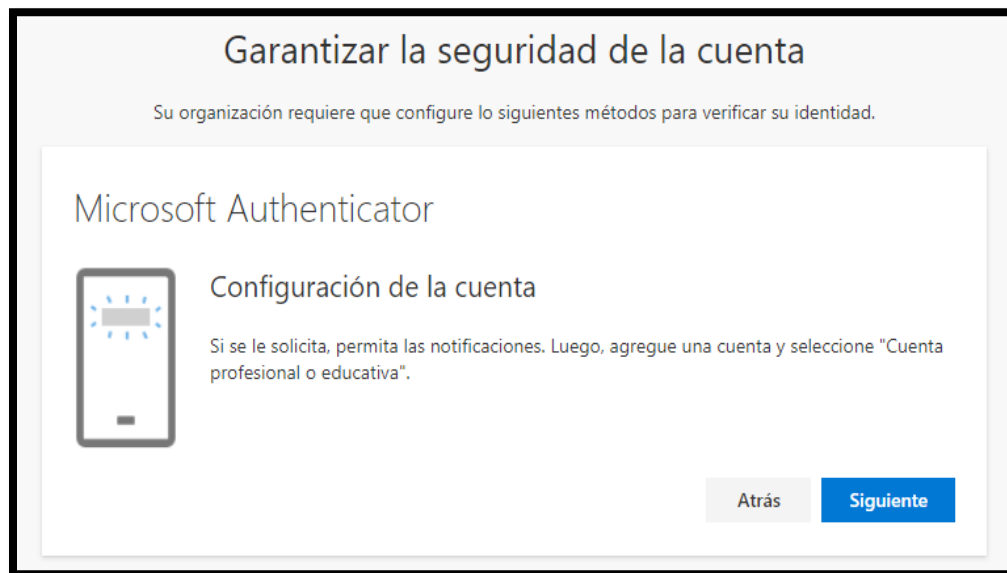 Garantizar la seguridad de la cuenta
Su organización requiere que configure lo siguientes métodos para verificar su identidad.
Microsoft Authenticator
Configuración de la cuenta
Si se le solicita, permita las notificaciones. Luego, agregue una cuenta y seleccione "Cuenta
profesional o educativa".
Atrás Siguiente